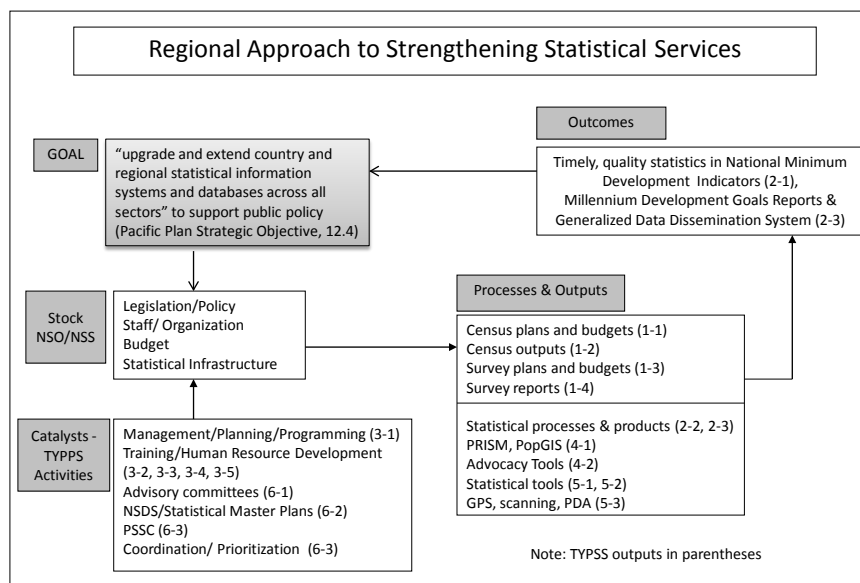 Regional Approach to Strengthening Statistical Services
Outcomes
GOAL
"upgrade and extend country and
regional statistical information
systems and databases across all
sectors" to support public policy
(Pacific Plan Strategic Objective, 12.4)
Timely, quality statistics in National Minimum
Development Indicators (2-1),
Millennium Development Goals Reports &
Generalized Data Dissemination System (2-3)
Stock
NSO/NSS
Legislation/Policy
Staff/ Organization
Budget
Statistical Infrastructure
Processes & Outputs
Census plans and budgets (1-1)
Census outputs (1-2)
Survey plans and budgets (1-3)
Survey reports (1-4)
Statistical processes & products (2-2, 2-3)
PRISM, PopGIS (4-1)
Advocacy Tools (4-2)
Statistical tools (5-1, 5-2)
GPS, scanning, PDA (5-3)
Catalysts -
TYPPS
Activities
Management/Planning/Programming (3-1)
Training/Human Resource Development
(3-2, 3-3, 3-4, 3-5)
Advisory committees (6-1)
NSDS/Statistical Master Plans (6-2)
PSSC (6-3)
Coordination/ Prioritization (6-3)
Note: TYPSS outputs in parentheses